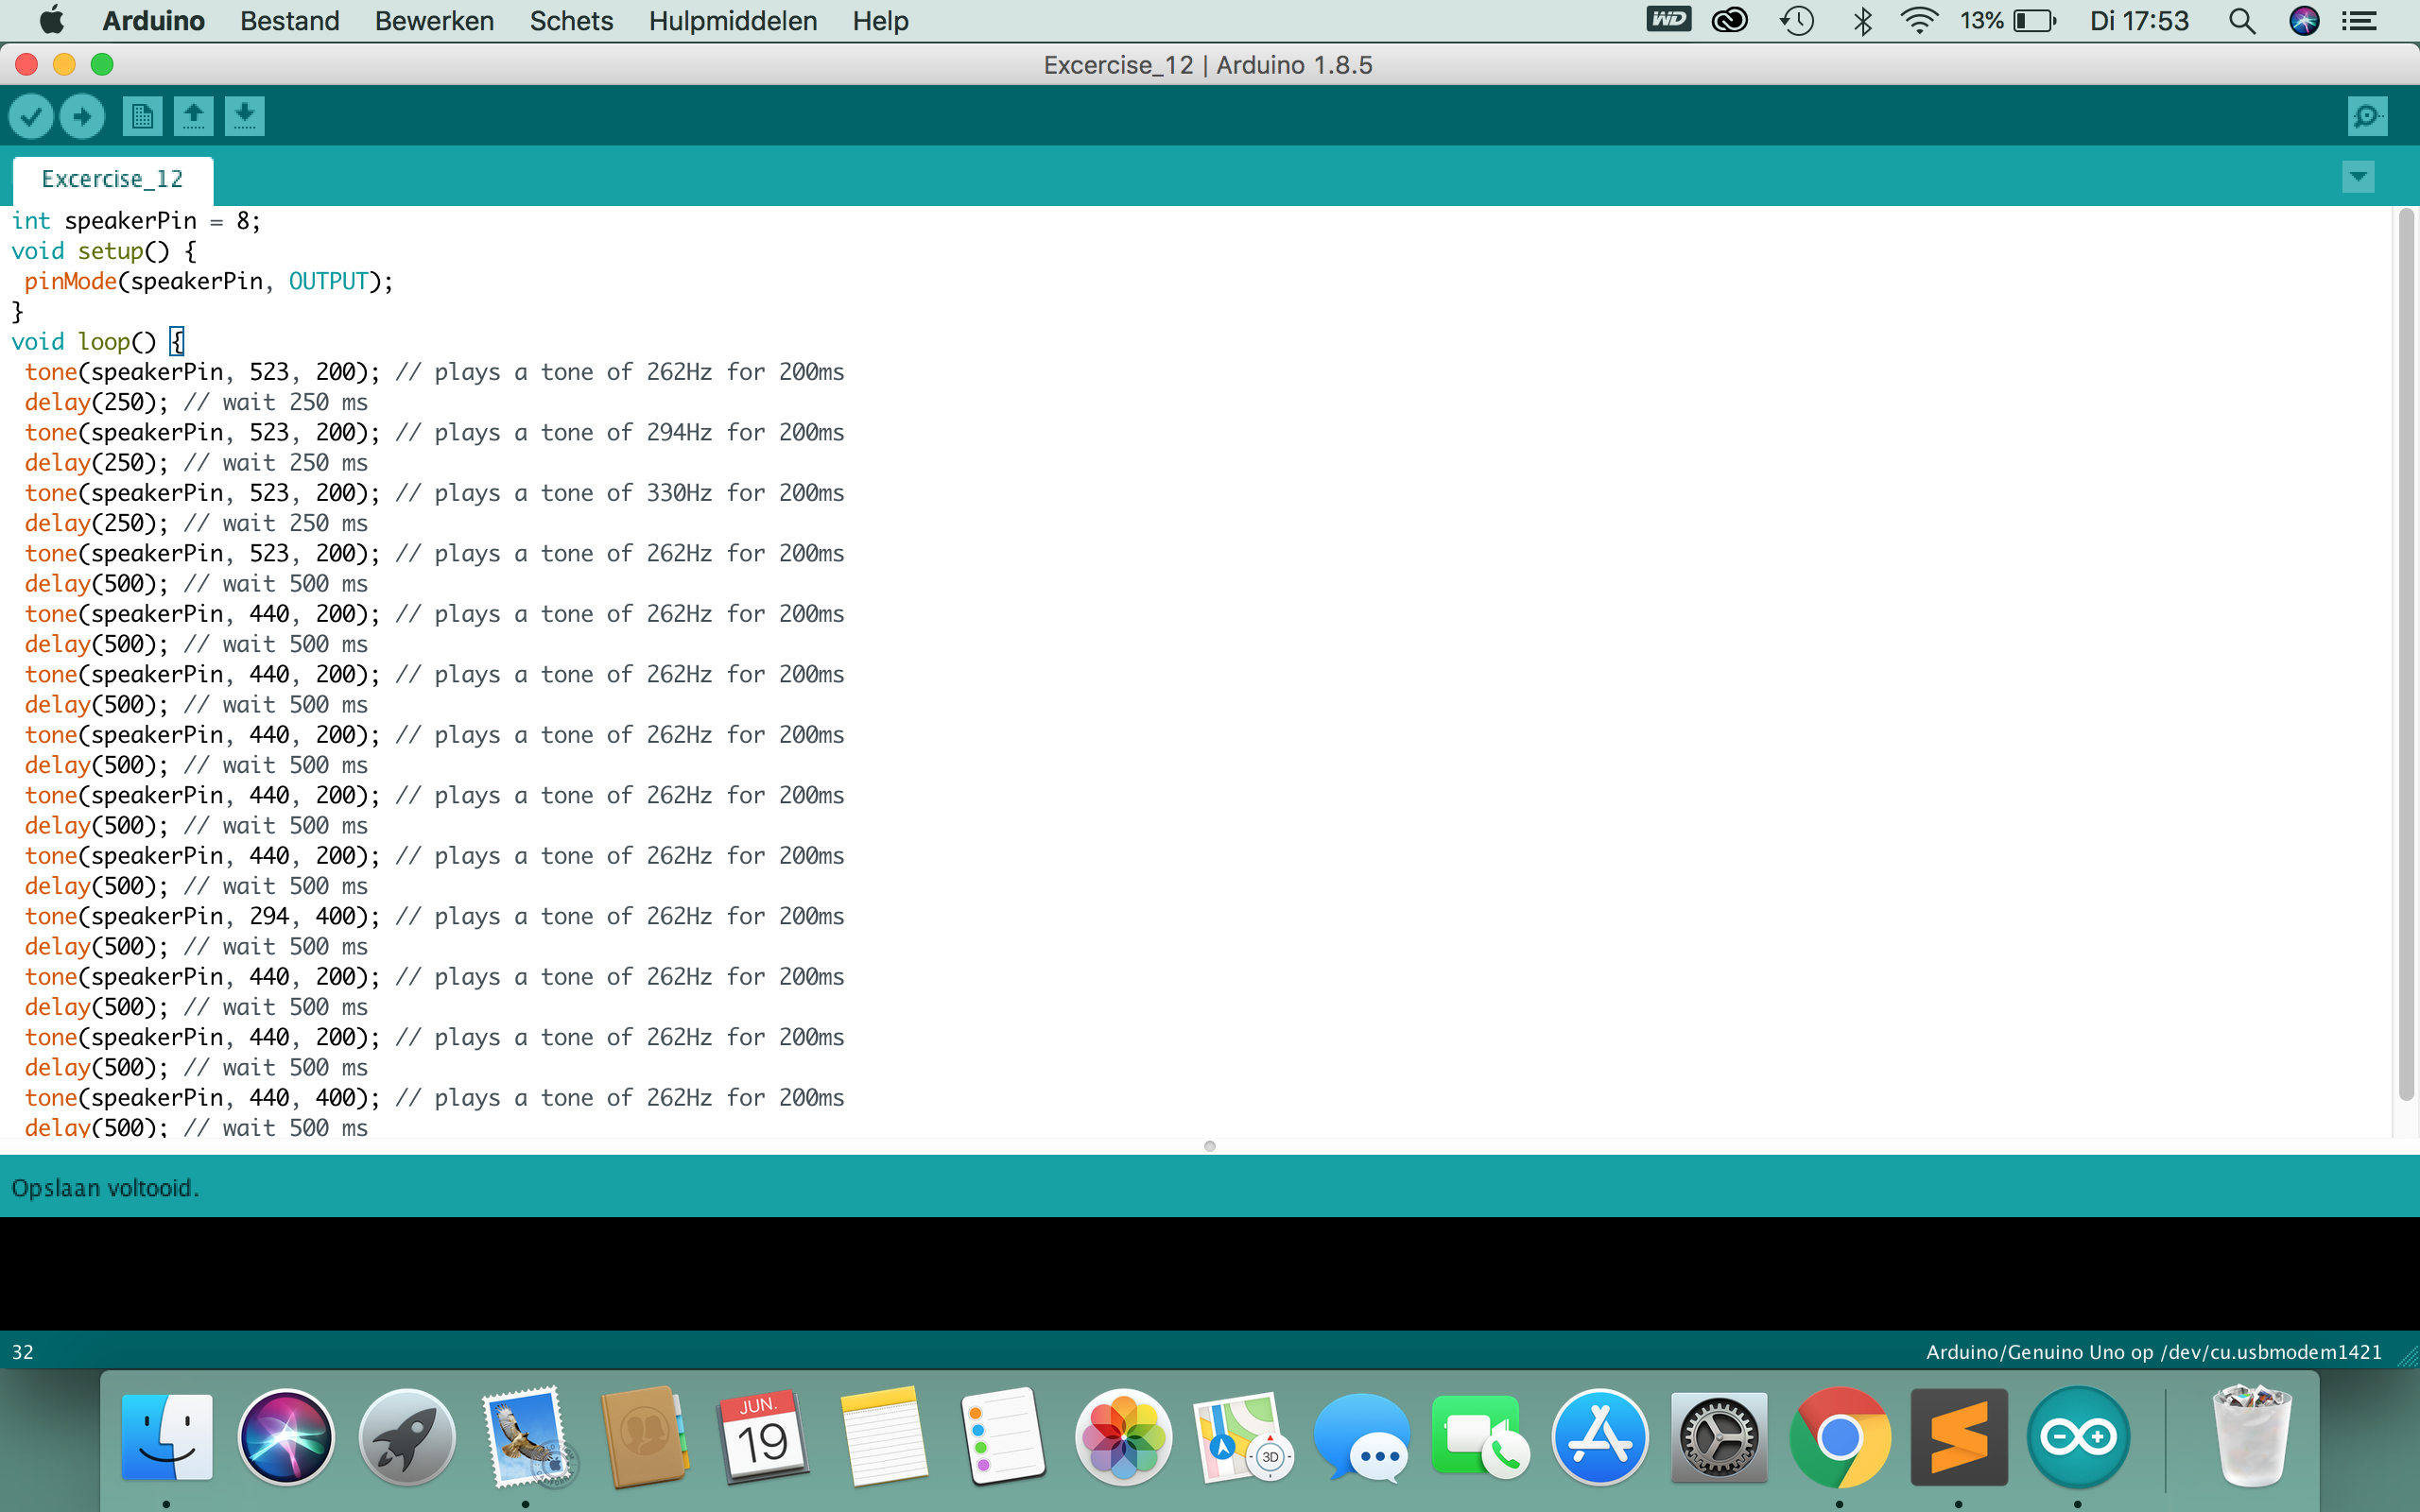 Arduino Bestand Bewerken Schets Hulpmiddelen Help WD 13% Di 17:53
Excercise_12 | Arduino 1.8.5
Excercise_12
int speakerPin = 8;
void setup() {
pinMode(speakerPin, OUTPUT);
}
void loop() {
tone(speakerPin, 523, 200); // plays a tone of 262Hz for 200ms
delay(250); // wait 250 ms
tone(speakerPin, 523, 200); // plays a tone of 294Hz for 200ms
delay(250); // wait 250 ms
tone(speakerPin, 523, 200); // plays a tone of 330Hz for 200ms
delay(250); // wait 250 ms
tone(speakerPin, 523, 200); // plays a tone of 262Hz for 200ms
delay(500); // wait 500 ms
tone(speakerPin, 440, 200); // plays a tone of 262Hz for 200ms
delay(500); // wait 500 ms
tone(speakerPin, 440, 200); // plays a tone of 262Hz for 200ms
delay(500); // wait 500 ms
tone(speakerPin, 440, 200); // plays a tone of 262Hz for 200ms
delay(500); // wait 500 ms
tone(speakerPin, 440, 200); // plays a tone of 262Hz for 200ms
delay(500); // wait 500 ms
tone(speakerPin, 440, 200); // plays a tone of 262Hz for 200ms
delay(500); // wait 500 ms
tone(speakerPin, 294, 400); // plays a tone of 262Hz for 200ms
delay(500); // wait 500 ms
tone(speakerPin, 440, 200); // plays a tone of 262Hz for 200ms
delay(500); // wait 500 ms
tone(speakerPin, 440, 200); // plays a tone of 262Hz for 200ms
delay(500); // wait 500 ms
tone(speakerPin, 440, 400); // plays a tone of 262Hz for 200ms
delay(500); // wait 500 ms
Opslaan voltooid.
32 Arduino/Genuino Uno op /dev/cu.usbmodem1421
JUN.
19
3D